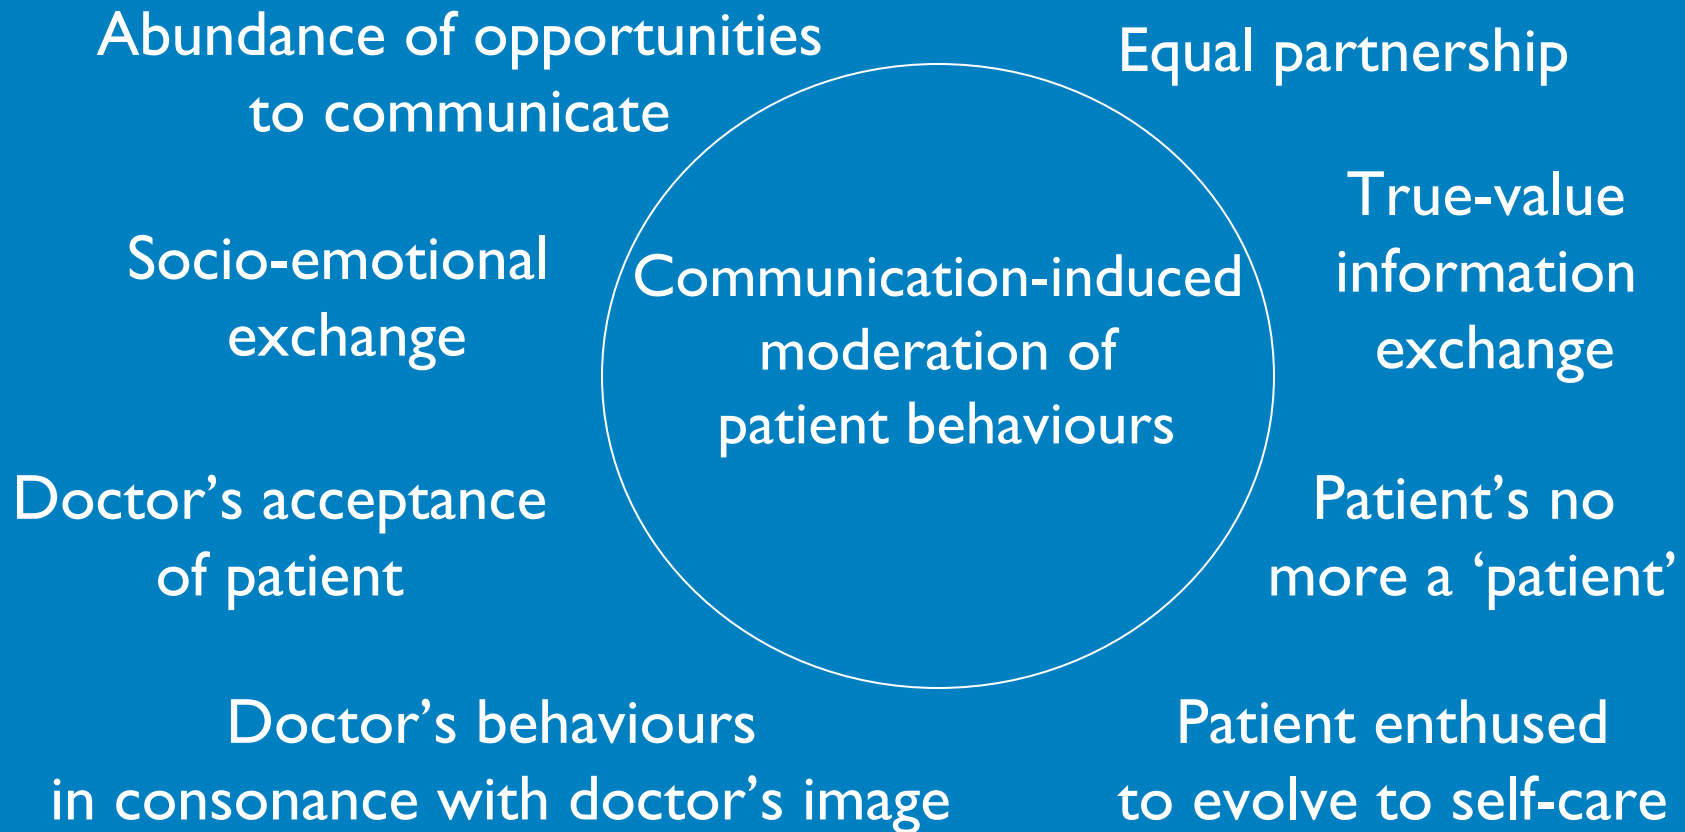 Abundance of opportunities
to communicate
Equal partnership
Socio-emotional
exchange
Communication-induced
moderation of
patient behaviours
True-value
information
exchange
Doctor’s acceptance
of patient
Patient’s no
more a ‘patient’
Doctor’s behaviours
in consonance with doctor’s image
Patient enthused
to evolve to self-care